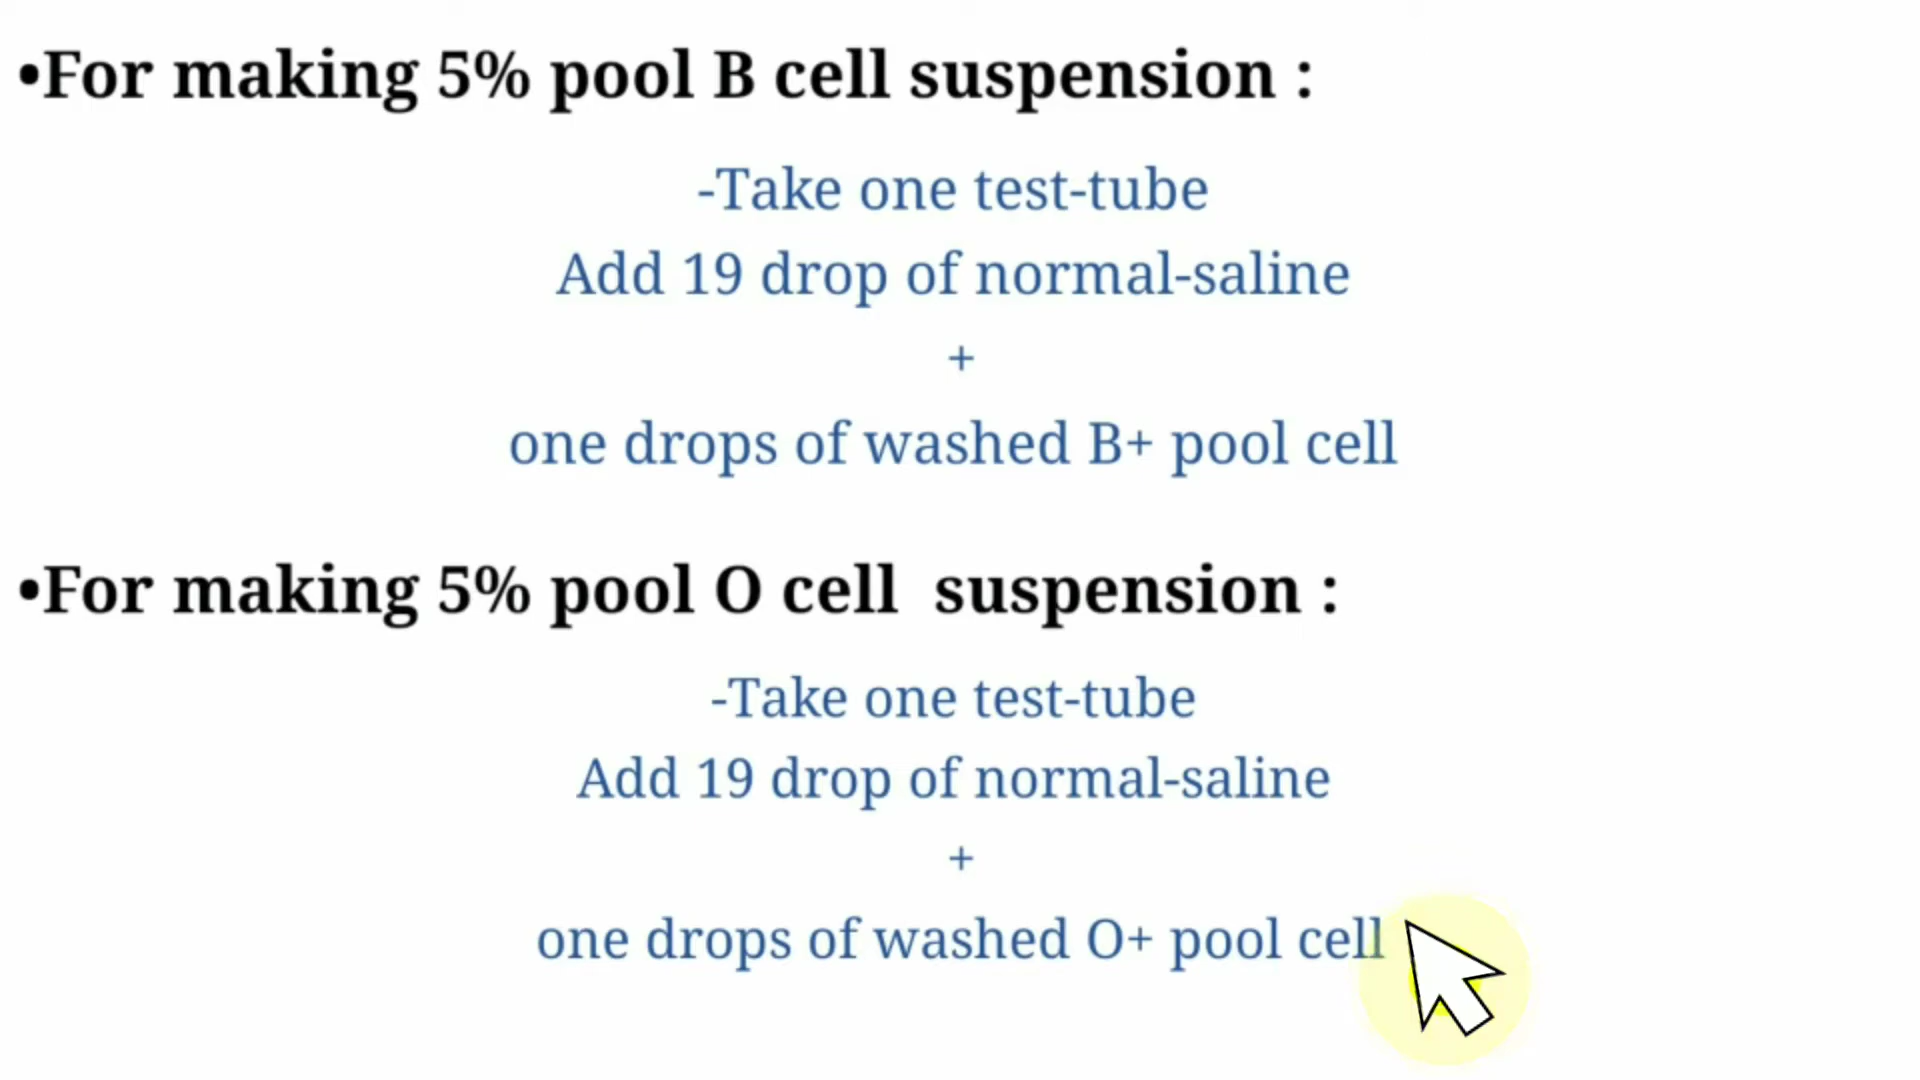 •For making 5% pool B cell suspension :
-Take one test-tube
Add 19 drop of normal-saline
+
one drops of washed B+ pool cell
•For making 5% pool O cell  suspension :
-Take one test-tube
Add 19 drop of normal-saline
+
one drops of washed O+ pool cell